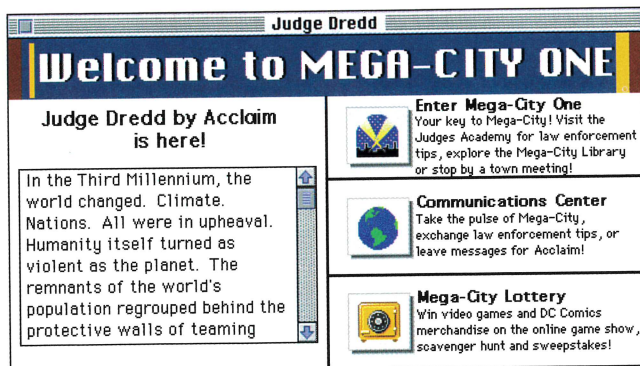 Judge Dredd
Welcome to MEGA-CITY ONE
Judge Dredd by Acclaim
is here!
In the Third Millennium, the
world changed. Climate.
Nations. All were in upheaval.
Humanity itself turned as
violent as the planet. The
remnants of the world's
population regrouped behind the
protective walls of teaming
Enter Mega-City One
Your key to Mega-City! Visit the
Judges Academy for law enforcement
tips, explore the Mega-City Library
or stop by a town meeting!
Communications Center
Take the pulse of Mega-City,
exchange law enforcement tips, or
leave messages for Acclaim!
Mega-City Lottery
Win video games and DC Comics
merchandise on the online game show,
scavenger hunt and sweepstakes!